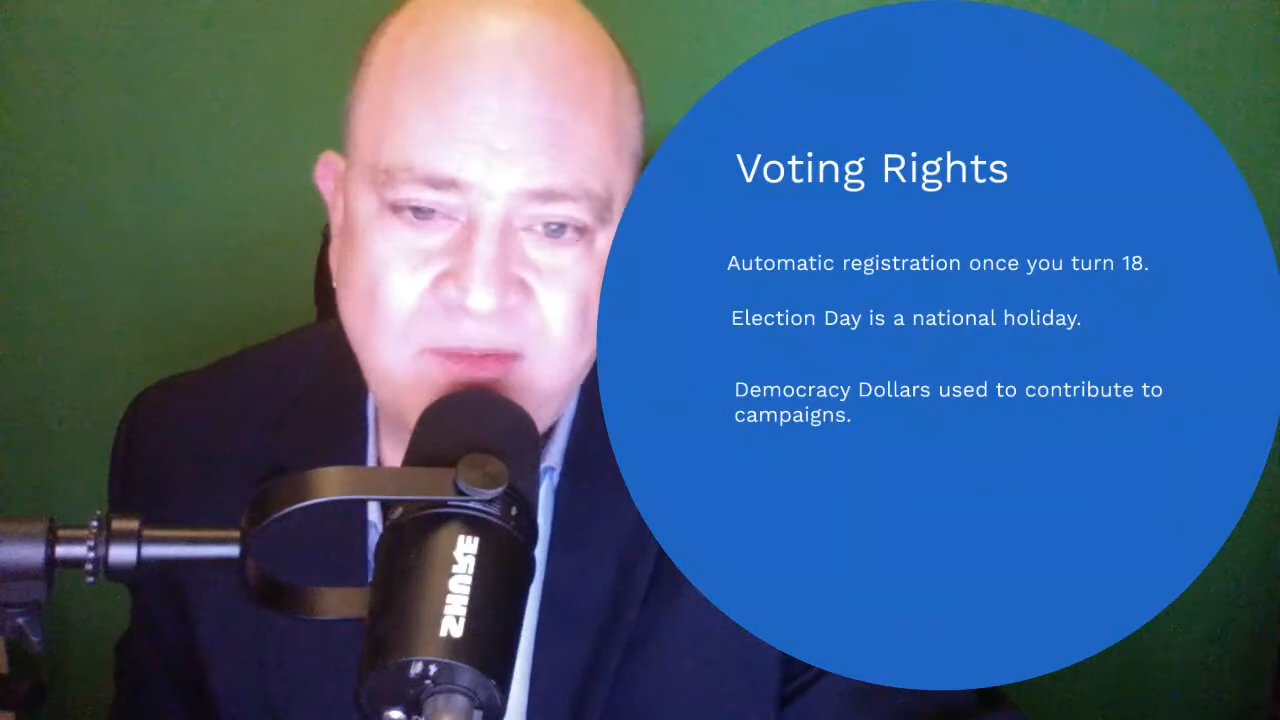 Voting Rights
Automatic registration once you turn 18.
Election Day is a national holiday.
Democracy Dollars used to contribute to
campaigns.
SHURE